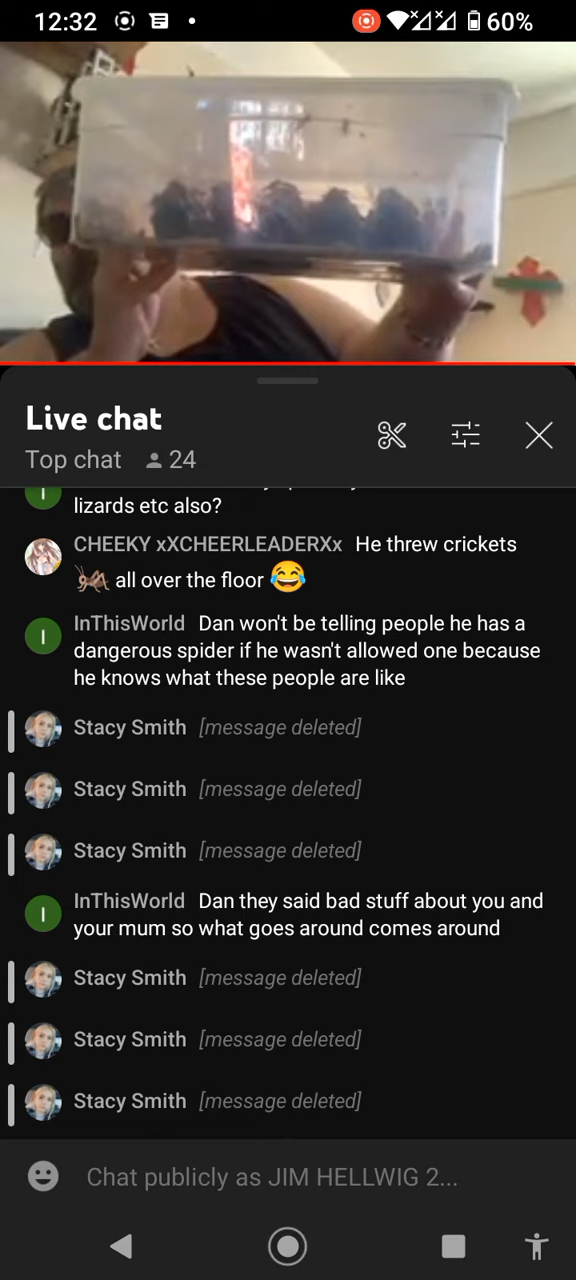 12:32
60%
Live chat
Top chat 24
lizards etc also?
CHEEKY xXCHEERLEADERXx He threw crickets
🦗 all over the floor 😂
InThisWorld Dan won't be telling people he has a
dangerous spider if he wasn't allowed one because
he knows what these people are like
Stacy Smith [message deleted]
Stacy Smith [message deleted]
Stacy Smith [message deleted]
InThisWorld Dan they said bad stuff about you and
your mum so what goes around comes around
Stacy Smith [message deleted]
Stacy Smith [message deleted]
Stacy Smith [message deleted]
Chat publicly as JIM HELLWIG 2...